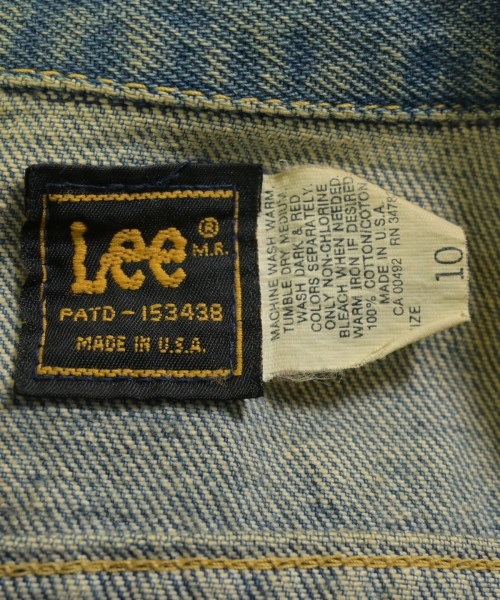 Lee ® M.R.
PATD-153438
MADE IN U.S.A.
MACHINE WASH WARM
TUMBLE DRY MEDIUM
WASH DARK & RED
COLORS SEPARATELY.
ONLY NON-CHLORINE
BLEACH WHEN NEEDED.
WARM IRON IF DESIRED
100% COTTON/COTON
MADE IN U.S.A.
CA 00492 RN 3478
IZE
10